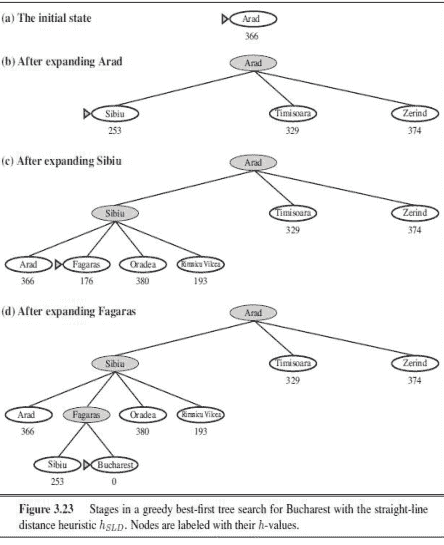 (a) The initial state
Arad
366
(b) After expanding Arad
Arad
Sibiu
Timisoara
Zerind
253
329
374
(c) After expanding Sibiu
Arad
Sibiu
Timisoara
Zerind
329
374
Arad
Fagaras
Oradea
Rimnicu Vilcea
366
176
380
193
(d) After expanding Fagaras
Arad
Sibiu
Timisoara
Zerind
329
374
Arad
Fagaras
Oradea
Rimnicu Vilcea
366
380
193
Sibiu
Bucharest
253
0
Figure 3.23 Stages in a greedy best-first tree search for Bucharest with the straight-line
distance heuristic hSLD. Nodes are labeled with their h-values.